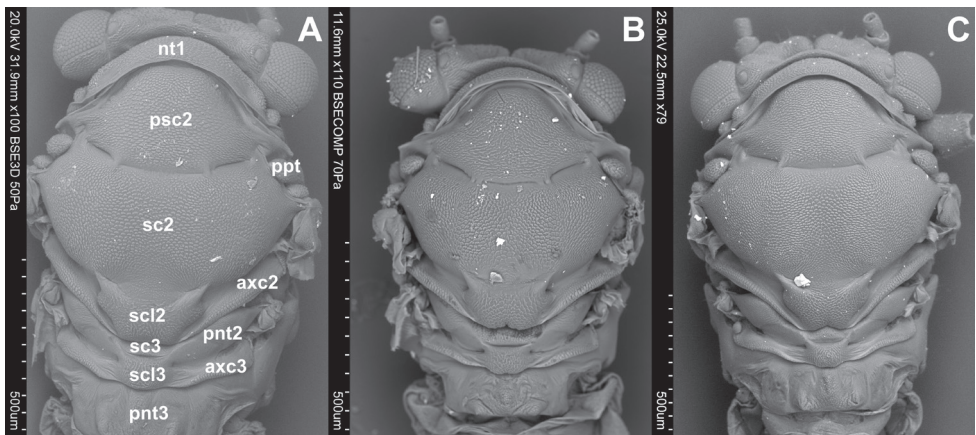 A
nt1
psc2
ppt
sc2
axc2
scl2
pnt2
sc3
axc3
scl3
pnt3
20.0kV 31.9mm x100 BSE3D 50Pa
500um
B
11.6mm x110 BSECOMP 70Pa
500um
C
25.0kV 22.5mm x79
500um